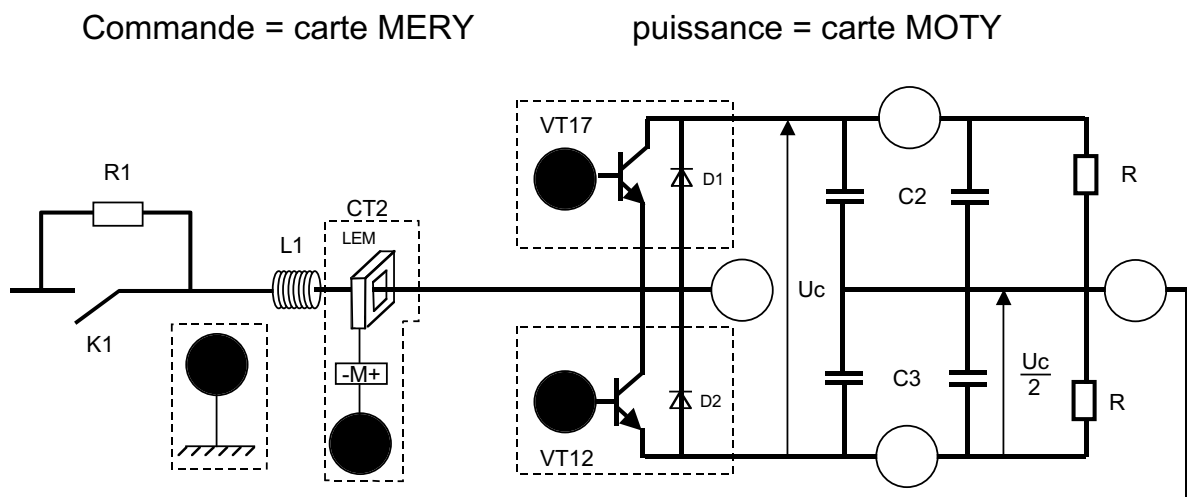 Commande = carte MERY
puissance = carte MOTY
VT17
R1
D1
R
C2
CT2
LEM
L1
Uc
K1
-M+
C3
Uc
2
D2
R
VT12